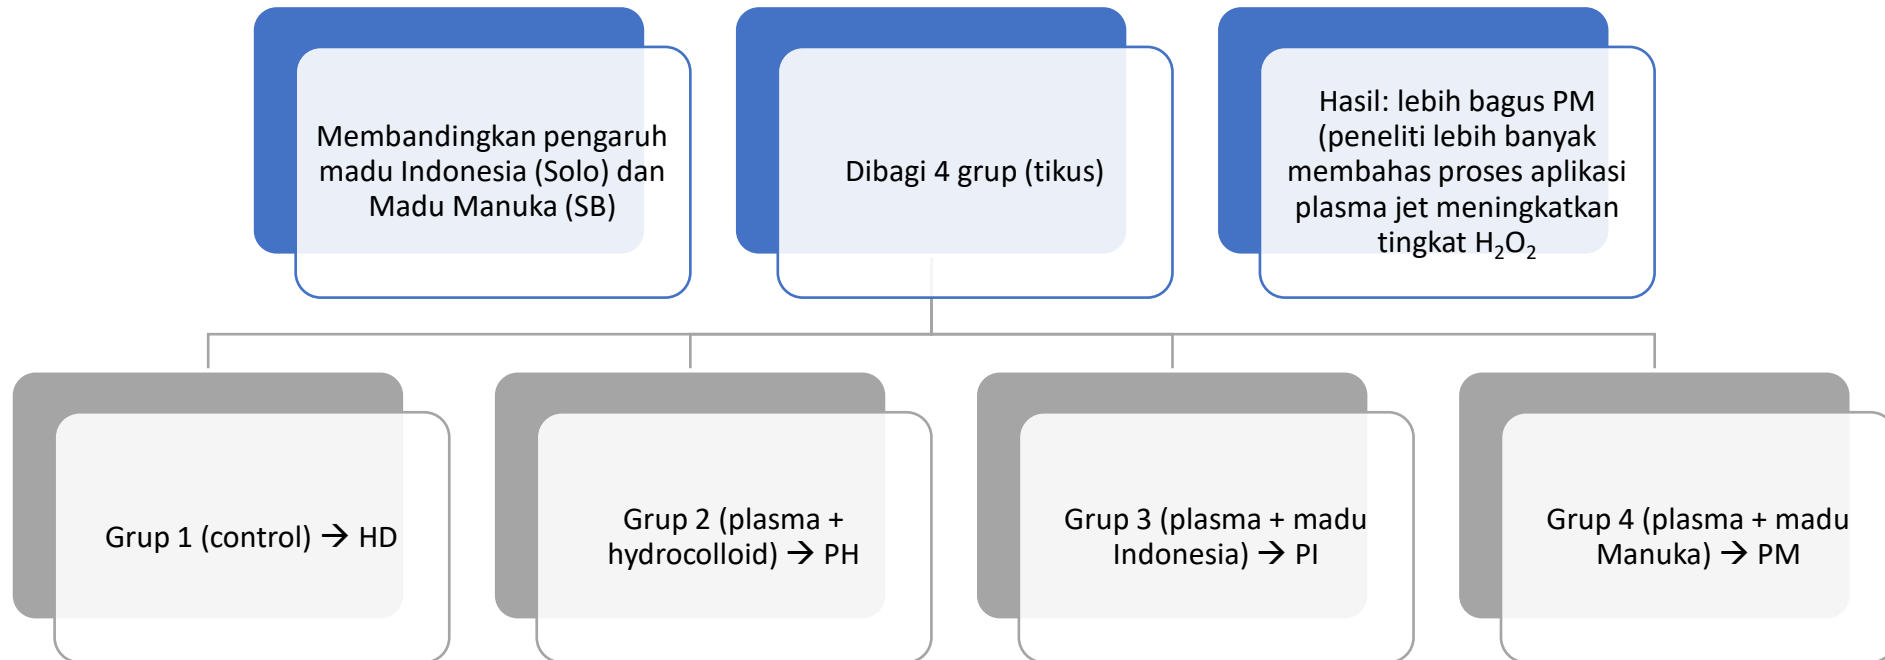 Membandingkan pengaruh
madu Indonesia (Solo) dan
Madu Manuka (SB)
Dibagi 4 grup (tikus)
Hasil: lebih bagus PM
(peneliti lebih banyak
membahas proses aplikasi
plasma jet meningkatkan
tingkat H₂O₂
Grup 1 (control) → HD
Grup 2 (plasma +
hydrocolloid) → PH
Grup 3 (plasma + madu
Indonesia) → PI
Grup 4 (plasma + madu
Manuka) → PM